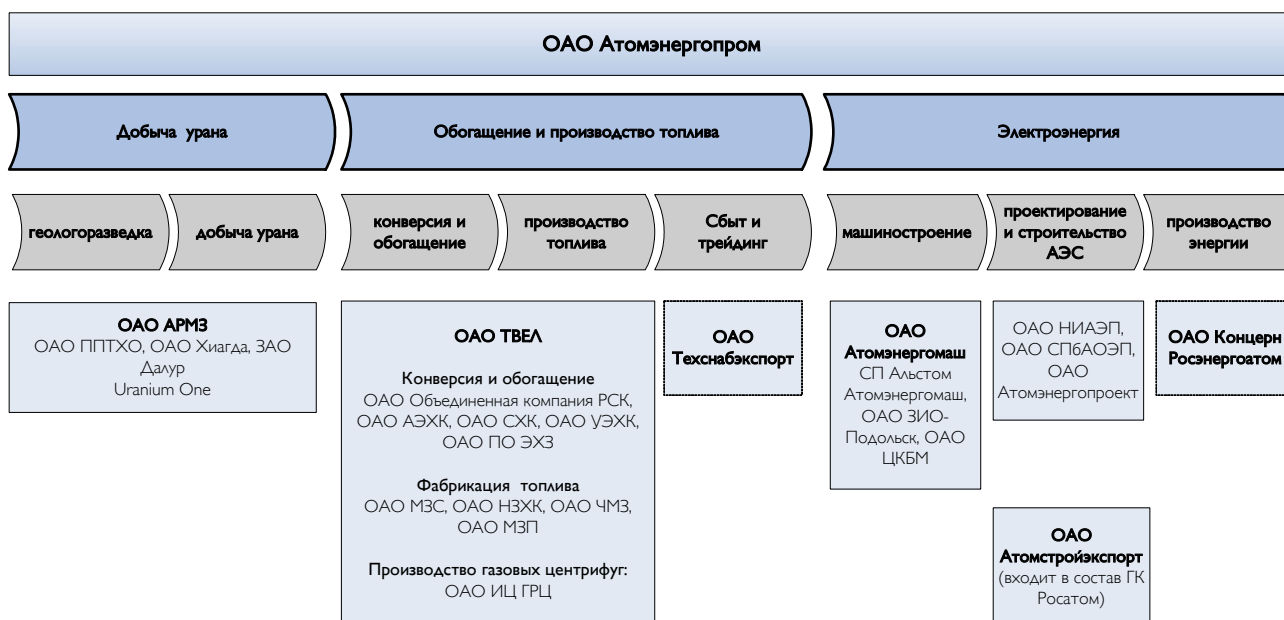 ОАО Атомэнергопром
Добыча урана
Обогащение и производство топлива
Электроэнергия
геологоразведка
добыча урана
конверсия и
обогащение
производство
топлива
Сбыт и
трейдинг
машиностроение
проектирование
и строительство
АЭС
производство
энергии
ОАО АРМЗ
ОАО ППТХО, ОАО Хиагда, ЗАО
Далур
Uranium One
ОАО ТВЕЛ
Конверсия и обогащение
ОАО Объединенная компания РСК,
ОАО АЭХК, ОАО СХК, ОАО УЭХК,
ОАО ПО ЭХЗ
Фабрикация топлива
ОАО МЗС, ОАО НЗХК, ОАО ЧМЗ,
ОАО МЗП
Производство газовых центрифуг:
ОАО ИЦ ГРЦ
ОАО
Техснабэкспорт
ОАО
Атомэнергомаш
СП Альстом
Атомэнергомаш,
ОАО ЗИО-
Подольск, ОАО
ЦКБМ
ОАО НИАЭП,
ОАО СПбАОЭП,
ОАО
Атомэнергопроект
ОАО
Атомстройэкспорт
(входит в состав ГК
Росатом)
ОАО Концерн
Росэнергоатом